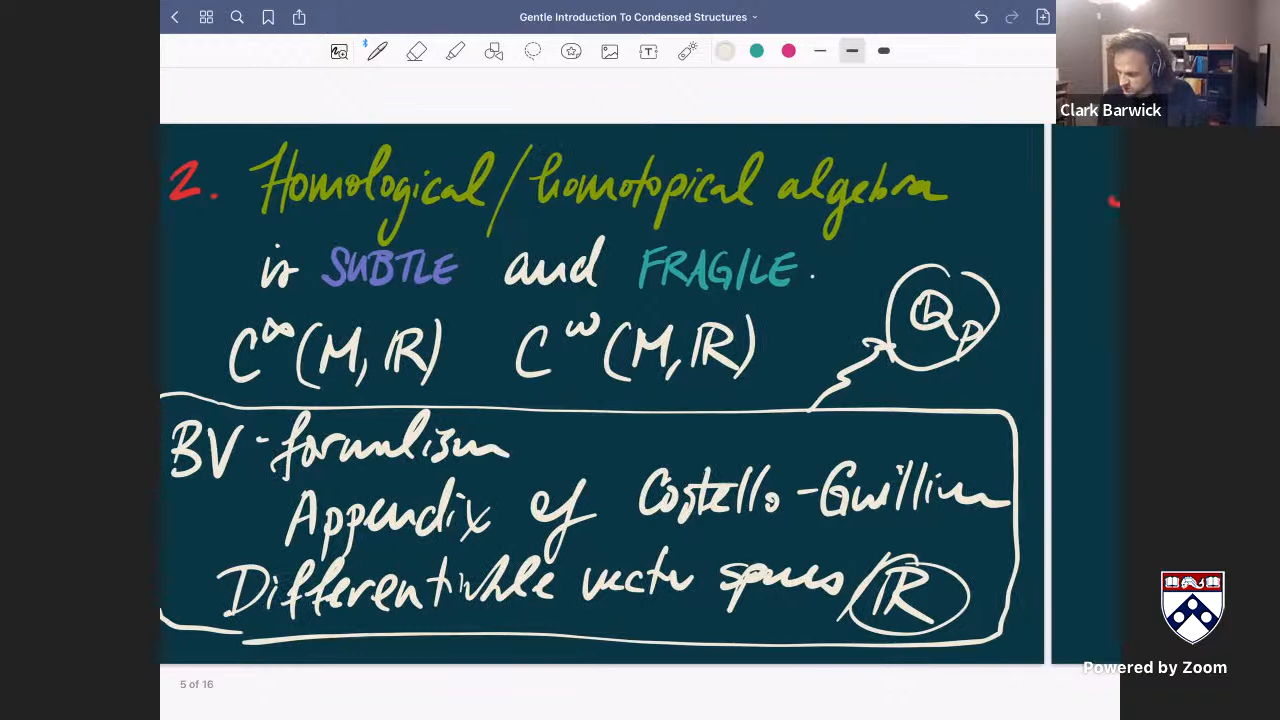 Gentle Introduction To Condensed Structures
Clark Barwick
2. Homological/homotopical algebra
is SUBTLE and FRAGILE.
C^∞(M, ℝ) C^ω(M, ℝ) ℚ_p
BV-formalism
Appendix of Costello-Gwilliam
Differentiable vector spaces/ℝ
5 of 16
Powered by Zoom